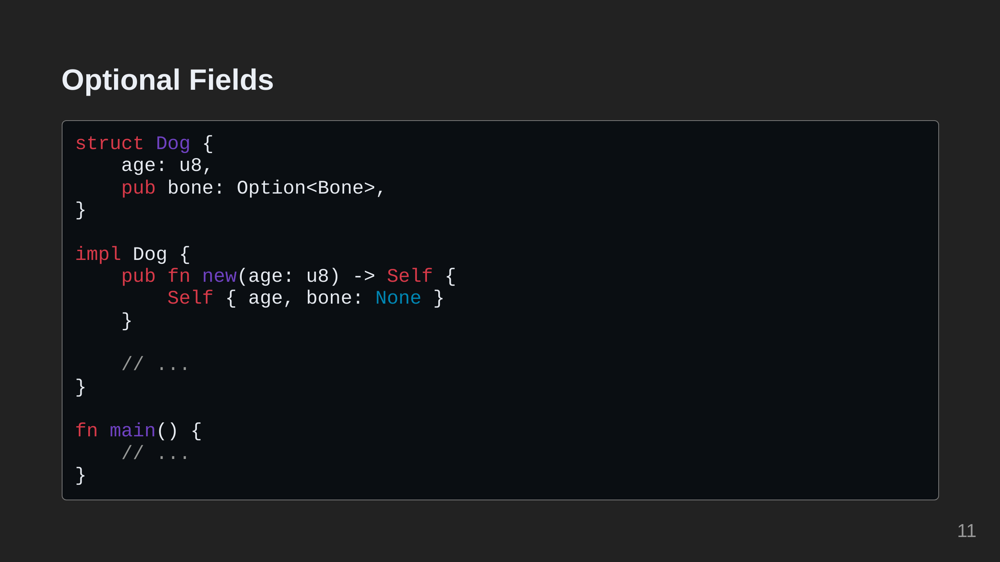 Optional Fields
struct Dog {
    age: u8,
    pub bone: Option<Bone>,
}
impl Dog {
    pub fn new(age: u8) -> Self {
        Self { age, bone: None }
    }
    // ...
}
fn main() {
    // ...
}
11